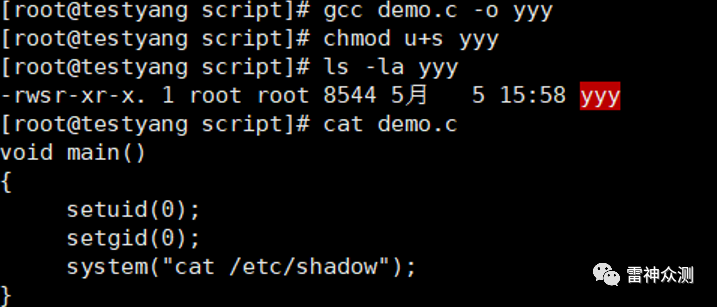 [root@testyang script]# gcc demo.c -o yyy
[root@testyang script]# chmod u+s yyy
[root@testyang script]# ls -la yyy
-rwsr-xr-x. 1 root root 8544 5月   5 15:58 yyy
[root@testyang script]# cat demo.c
void main()
{
     setuid(0);
     setgid(0);
     system("cat /etc/shadow");
}
雷神众测